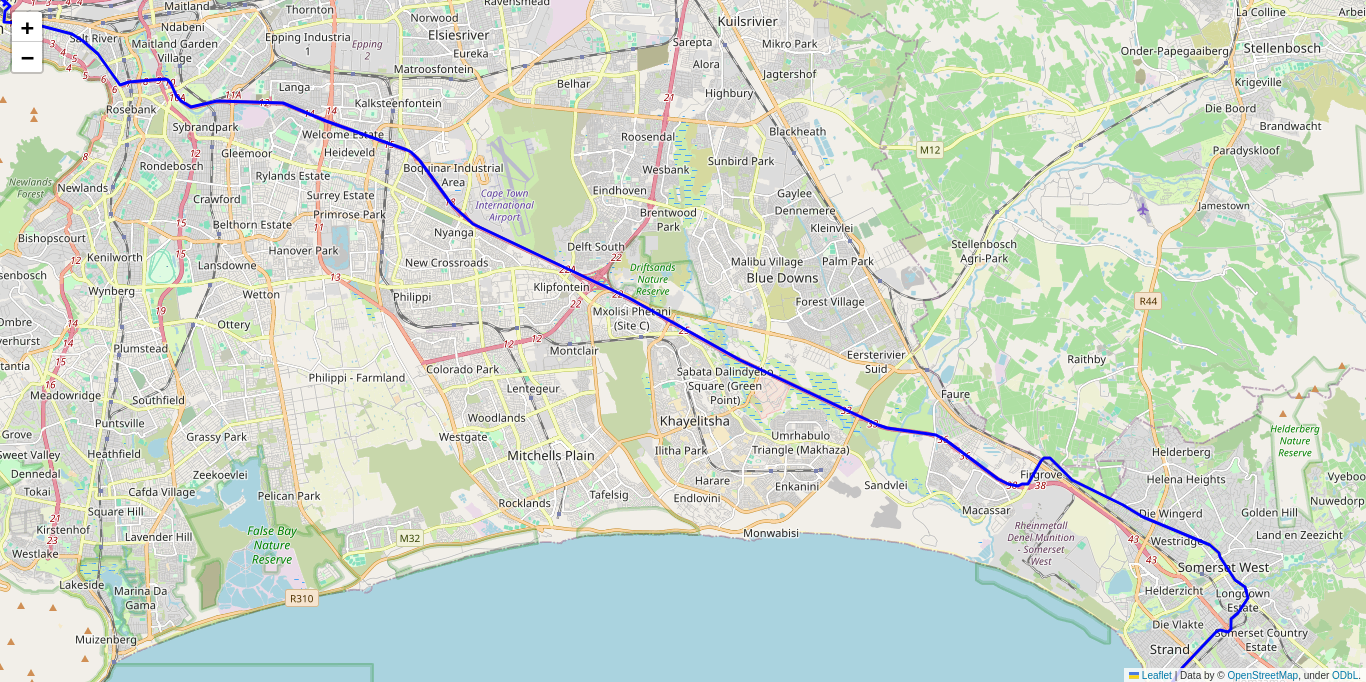 Maitland
Thornton
Ravensmead
Norwood
Kuilsrivier
La Colline
Ndabeni
Elsiesriver
Salt River
Maitland Garden
Village
Epping Industria
1
Epping
2
Sarepta
Mikro Park
Onder-Papegaaiberg
Stellenbosch
Eureka
Alora
Matroosfontein
Jagtershof
Krigeville
Langa
Belhar
Highbury
Kalksteenfontein
Rosebank
Die Boord
Sybrandpark
Welcome Estate
Roosendal
Blackheath
Brandwacht
M12
Gleemoor
Heideveld
Paradyskloof
Rondebosch
Boquinar Industrial
Area
Wesbank
Sunbird Park
Rylands Estate
Newlands
Forest
Newlands
Crawford
Surrey Estate
Cape Town
International
Airport
Eindhoven
Gaylee
Jamestown
Primrose Park
Brentwood
Park
Dennemere
Belthorn Estate
Kleinvlei
Bishopscourt
Nyanga
Hanover Park
Delft South
Stellenbosch
Agri-Park
Kenilworth
Lansdowne
New Crossroads
Driftsands
Nature
Reserve
Malibu Village
Palm Park
Blue Downs
Wynberg
Wetton
Philippi
Klipfontein
Forest Village
R44
Mxolisi Phetani
(Site C)
Ottery
Plumstead
Montclair
Eersterivier
Suid
Raithby
Colorado Park
Sabata Dalindyebo
Square (Green
Point)
Philippi - Farmland
Lentegeur
Meadowridge
Southfield
Faure
Puntsville
Woodlands
Khayelitsha
Grove
Grassy Park
Westgate
Umrhabulo
Triangle (Makhaza)
Helderberg
Nature
Reserve
Sweet Valley
Heathfield
Mitchells Plain
Ilitha Park
Helderberg
Dennedal
Zeekoevlei
Firgrove
Tokai
Cafda Village
Pelican Park
Harare
Enkanini
Sandvlei
Helena Heights
Tafelsig
Endlovini
Square Hill
Rocklands
Macassar
Die Wingerd
Golden Hill
Kirstenhof
Lavender Hill
False Bay
Nature
Reserve
M32
Monwabisi
Rheinmetall
Denel Munition
- Somerset
West
Westridge
Land en Zeezicht
Westlake
Somerset West
Lakeside
Marina Da
Gama
R310
Helderzicht
Longdown
Estate
Die Vlakte
Somerset Country
Estate
Muizenberg
Strand
+
−
Leaflet | Data by © OpenStreetMap, under ODbL.